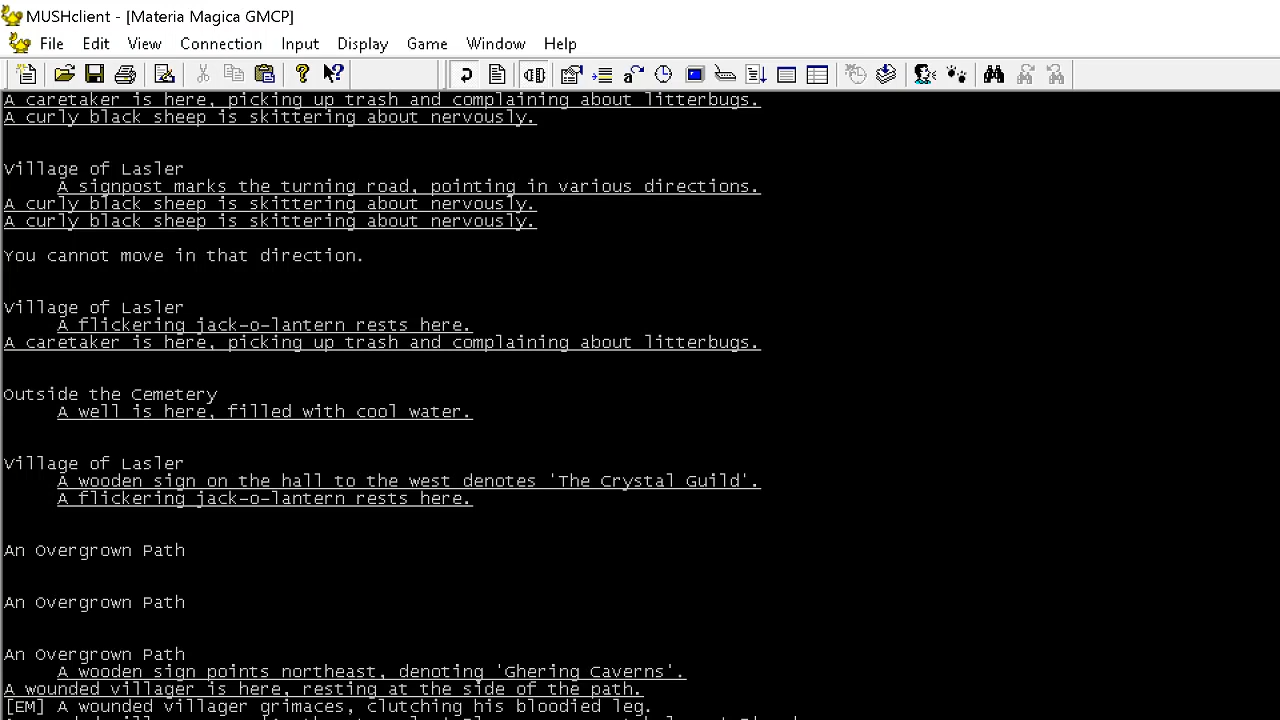 MUSHclient - [Materia Magica GMCP]
File Edit View Connection Input Display Game Window Help
A caretaker is here, picking up trash and complaining about litterbugs.
A curly black sheep is skittering about nervously.
Village of Lasler
A signpost marks the turning road, pointing in various directions.
A curly black sheep is skittering about nervously.
A curly black sheep is skittering about nervously.
You cannot move in that direction.
Village of Lasler
A flickering jack-o-lantern rests here.
A caretaker is here, picking up trash and complaining about litterbugs.
Outside the Cemetery
A well is here, filled with cool water.
Village of Lasler
A wooden sign on the hall to the west denotes 'The Crystal Guild'.
A flickering jack-o-lantern rests here.
An Overgrown Path
An Overgrown Path
An Overgrown Path
A wooden sign points northeast, denoting 'Ghering Caverns'.
A wounded villager is here, resting at the side of the path.
[EM] A wounded villager grimaces, clutching his bloodied leg.